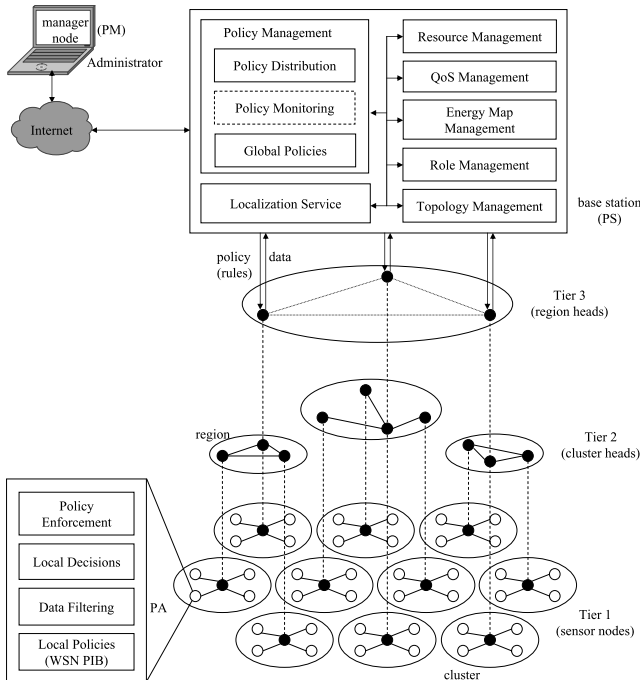 manager
node
(PM)
Administrator
Internet
Policy Management
Policy Distribution
Policy Monitoring
Global Policies
Localization Service
Resource Management
QoS Management
Energy Map
Management
Role Management
Topology Management
base station
(PS)
policy
(rules)
data
Tier 3
(region heads)
region
Tier 2
(cluster heads)
Policy
Enforcement
Local Decisions
Data Filtering
Local Policies
(WSN PIB)
PA
Tier 1
(sensor nodes)
cluster